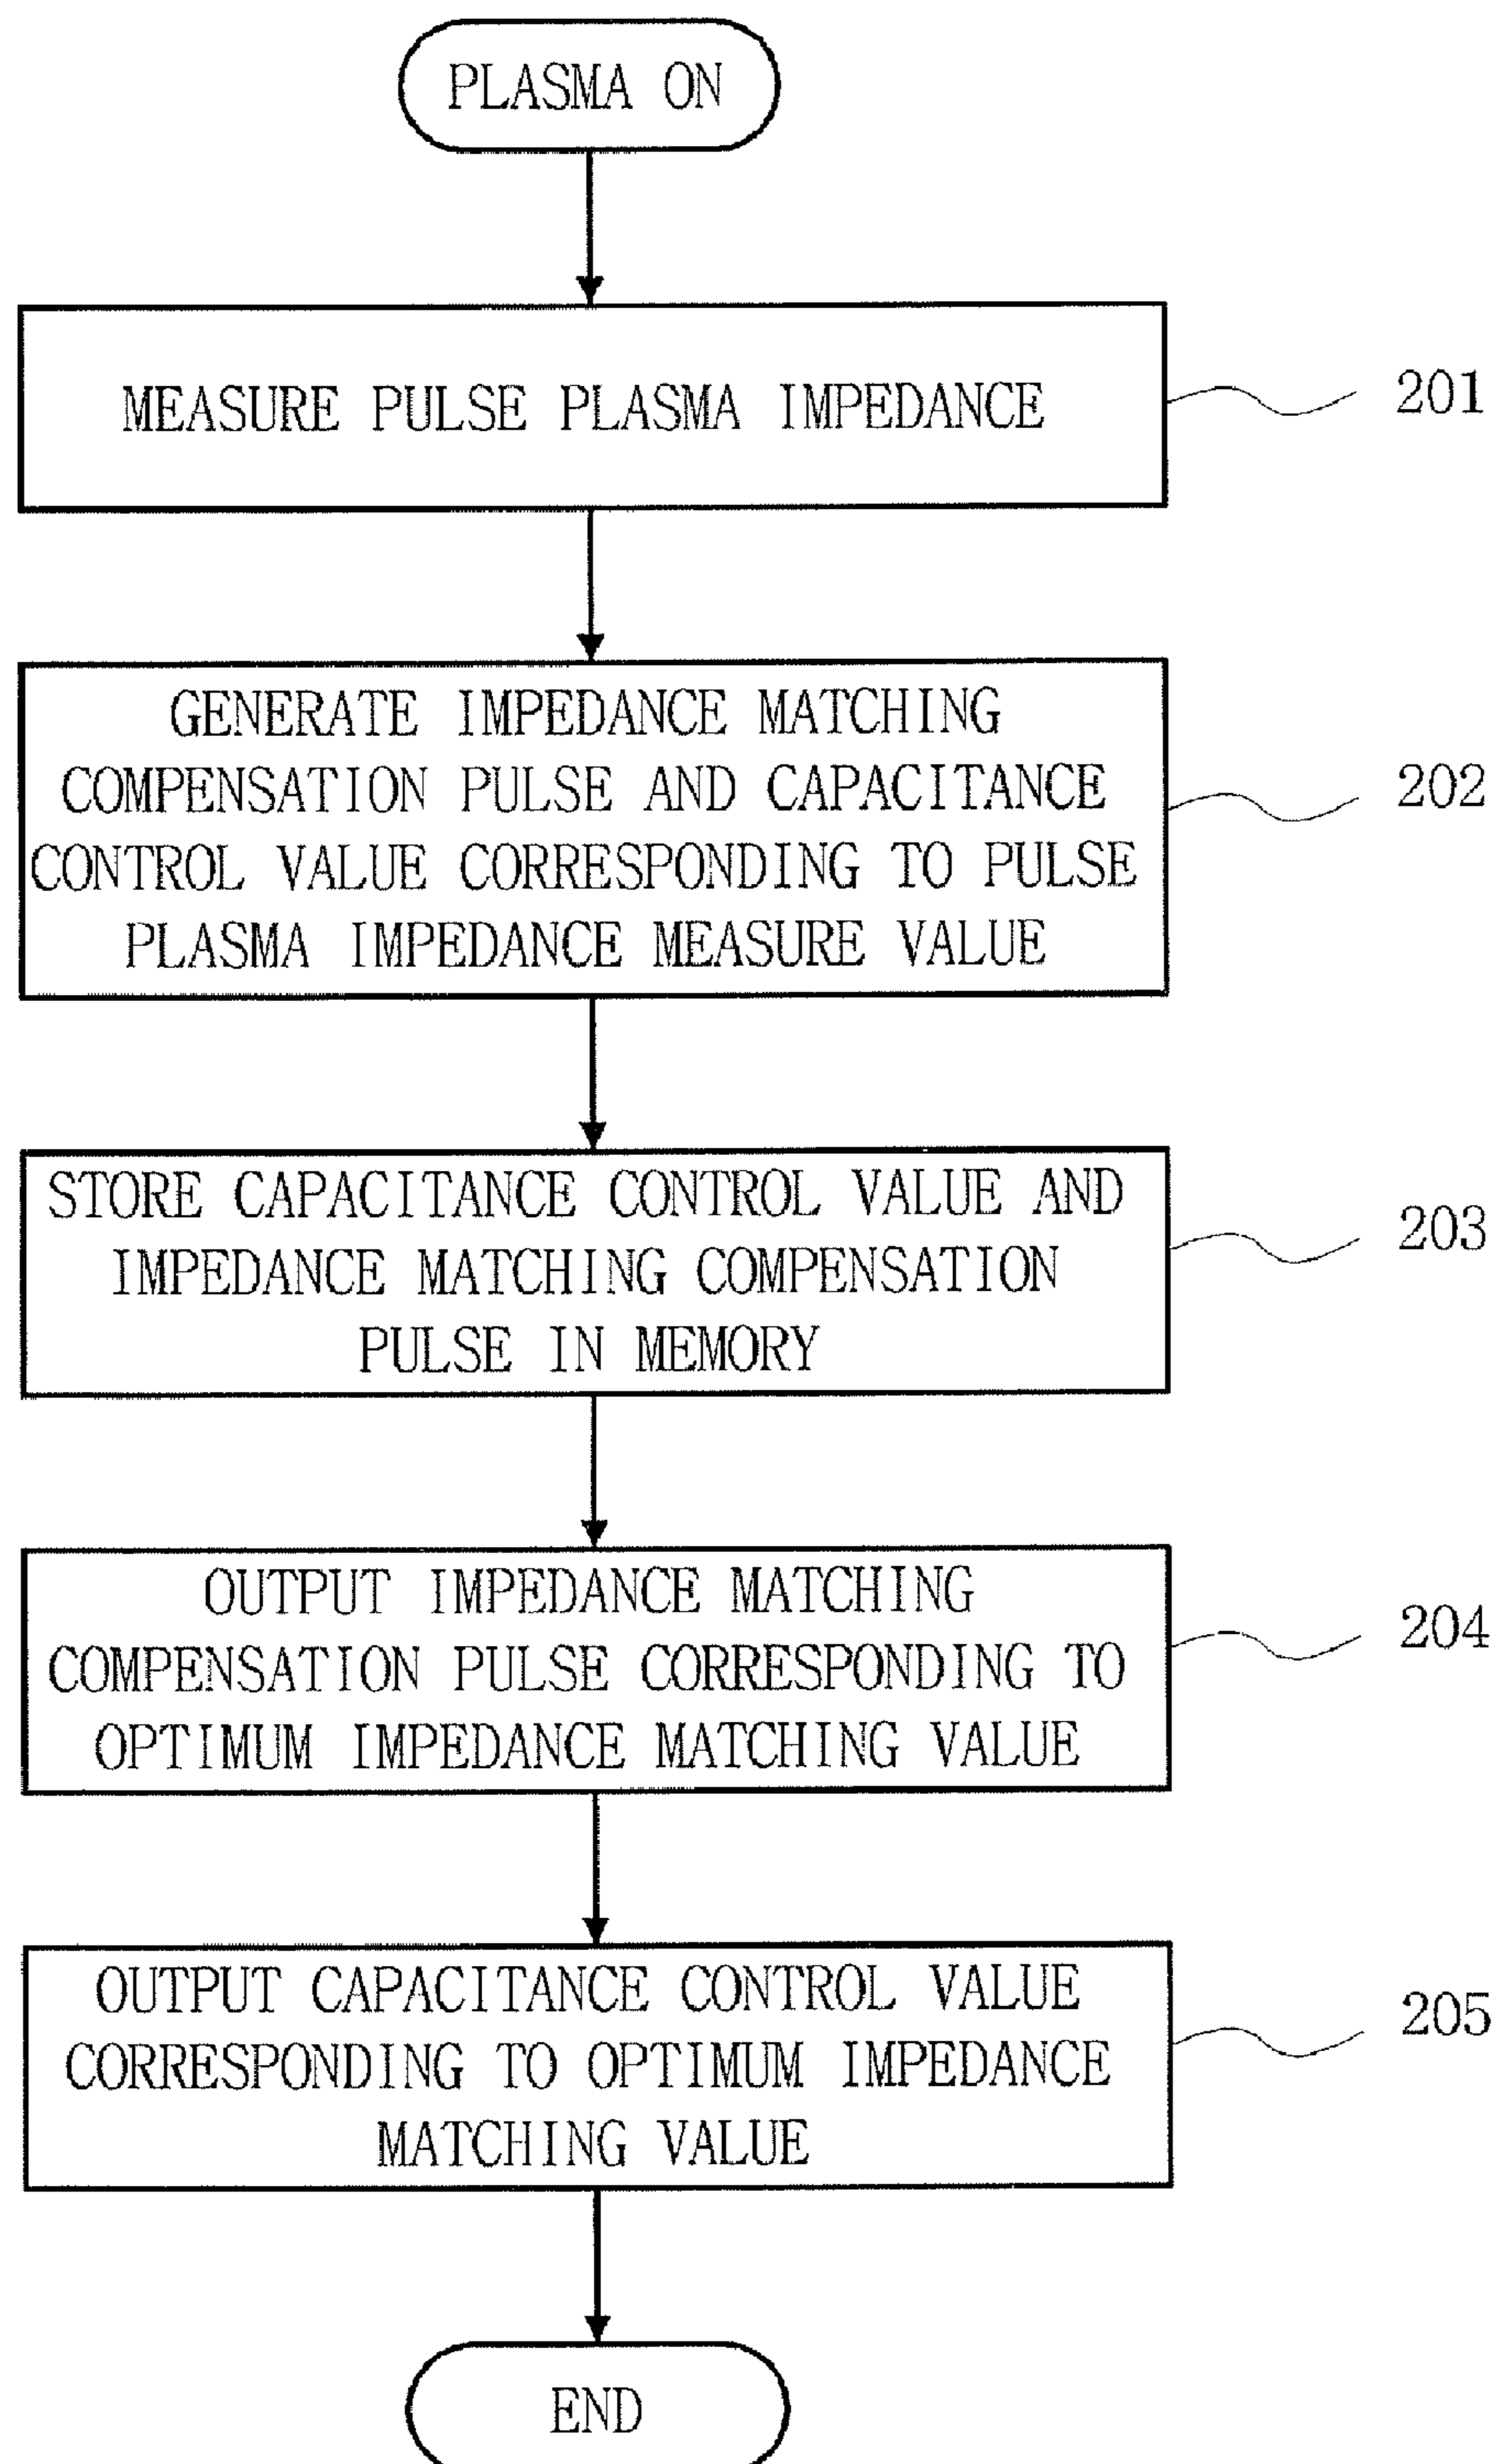 PLASMA ON
MEASURE PULSE PLASMA IMPEDANCE
201
GENERATE IMPEDANCE MATCHING
COMPENSATION PULSE AND CAPACITANCE
CONTROL VALUE CORRESPONDING TO PULSE
PLASMA IMPEDANCE MEASURE VALUE
202
STORE CAPACITANCE CONTROL VALUE AND
IMPEDANCE MATCHING COMPENSATION
PULSE IN MEMORY
203
OUTPUT IMPEDANCE MATCHING
COMPENSATION PULSE CORRESPONDING TO
OPTIMUM IMPEDANCE MATCHING VALUE
204
OUTPUT CAPACITANCE CONTROL VALUE
CORRESPONDING TO OPTIMUM IMPEDANCE
MATCHING VALUE
205
END